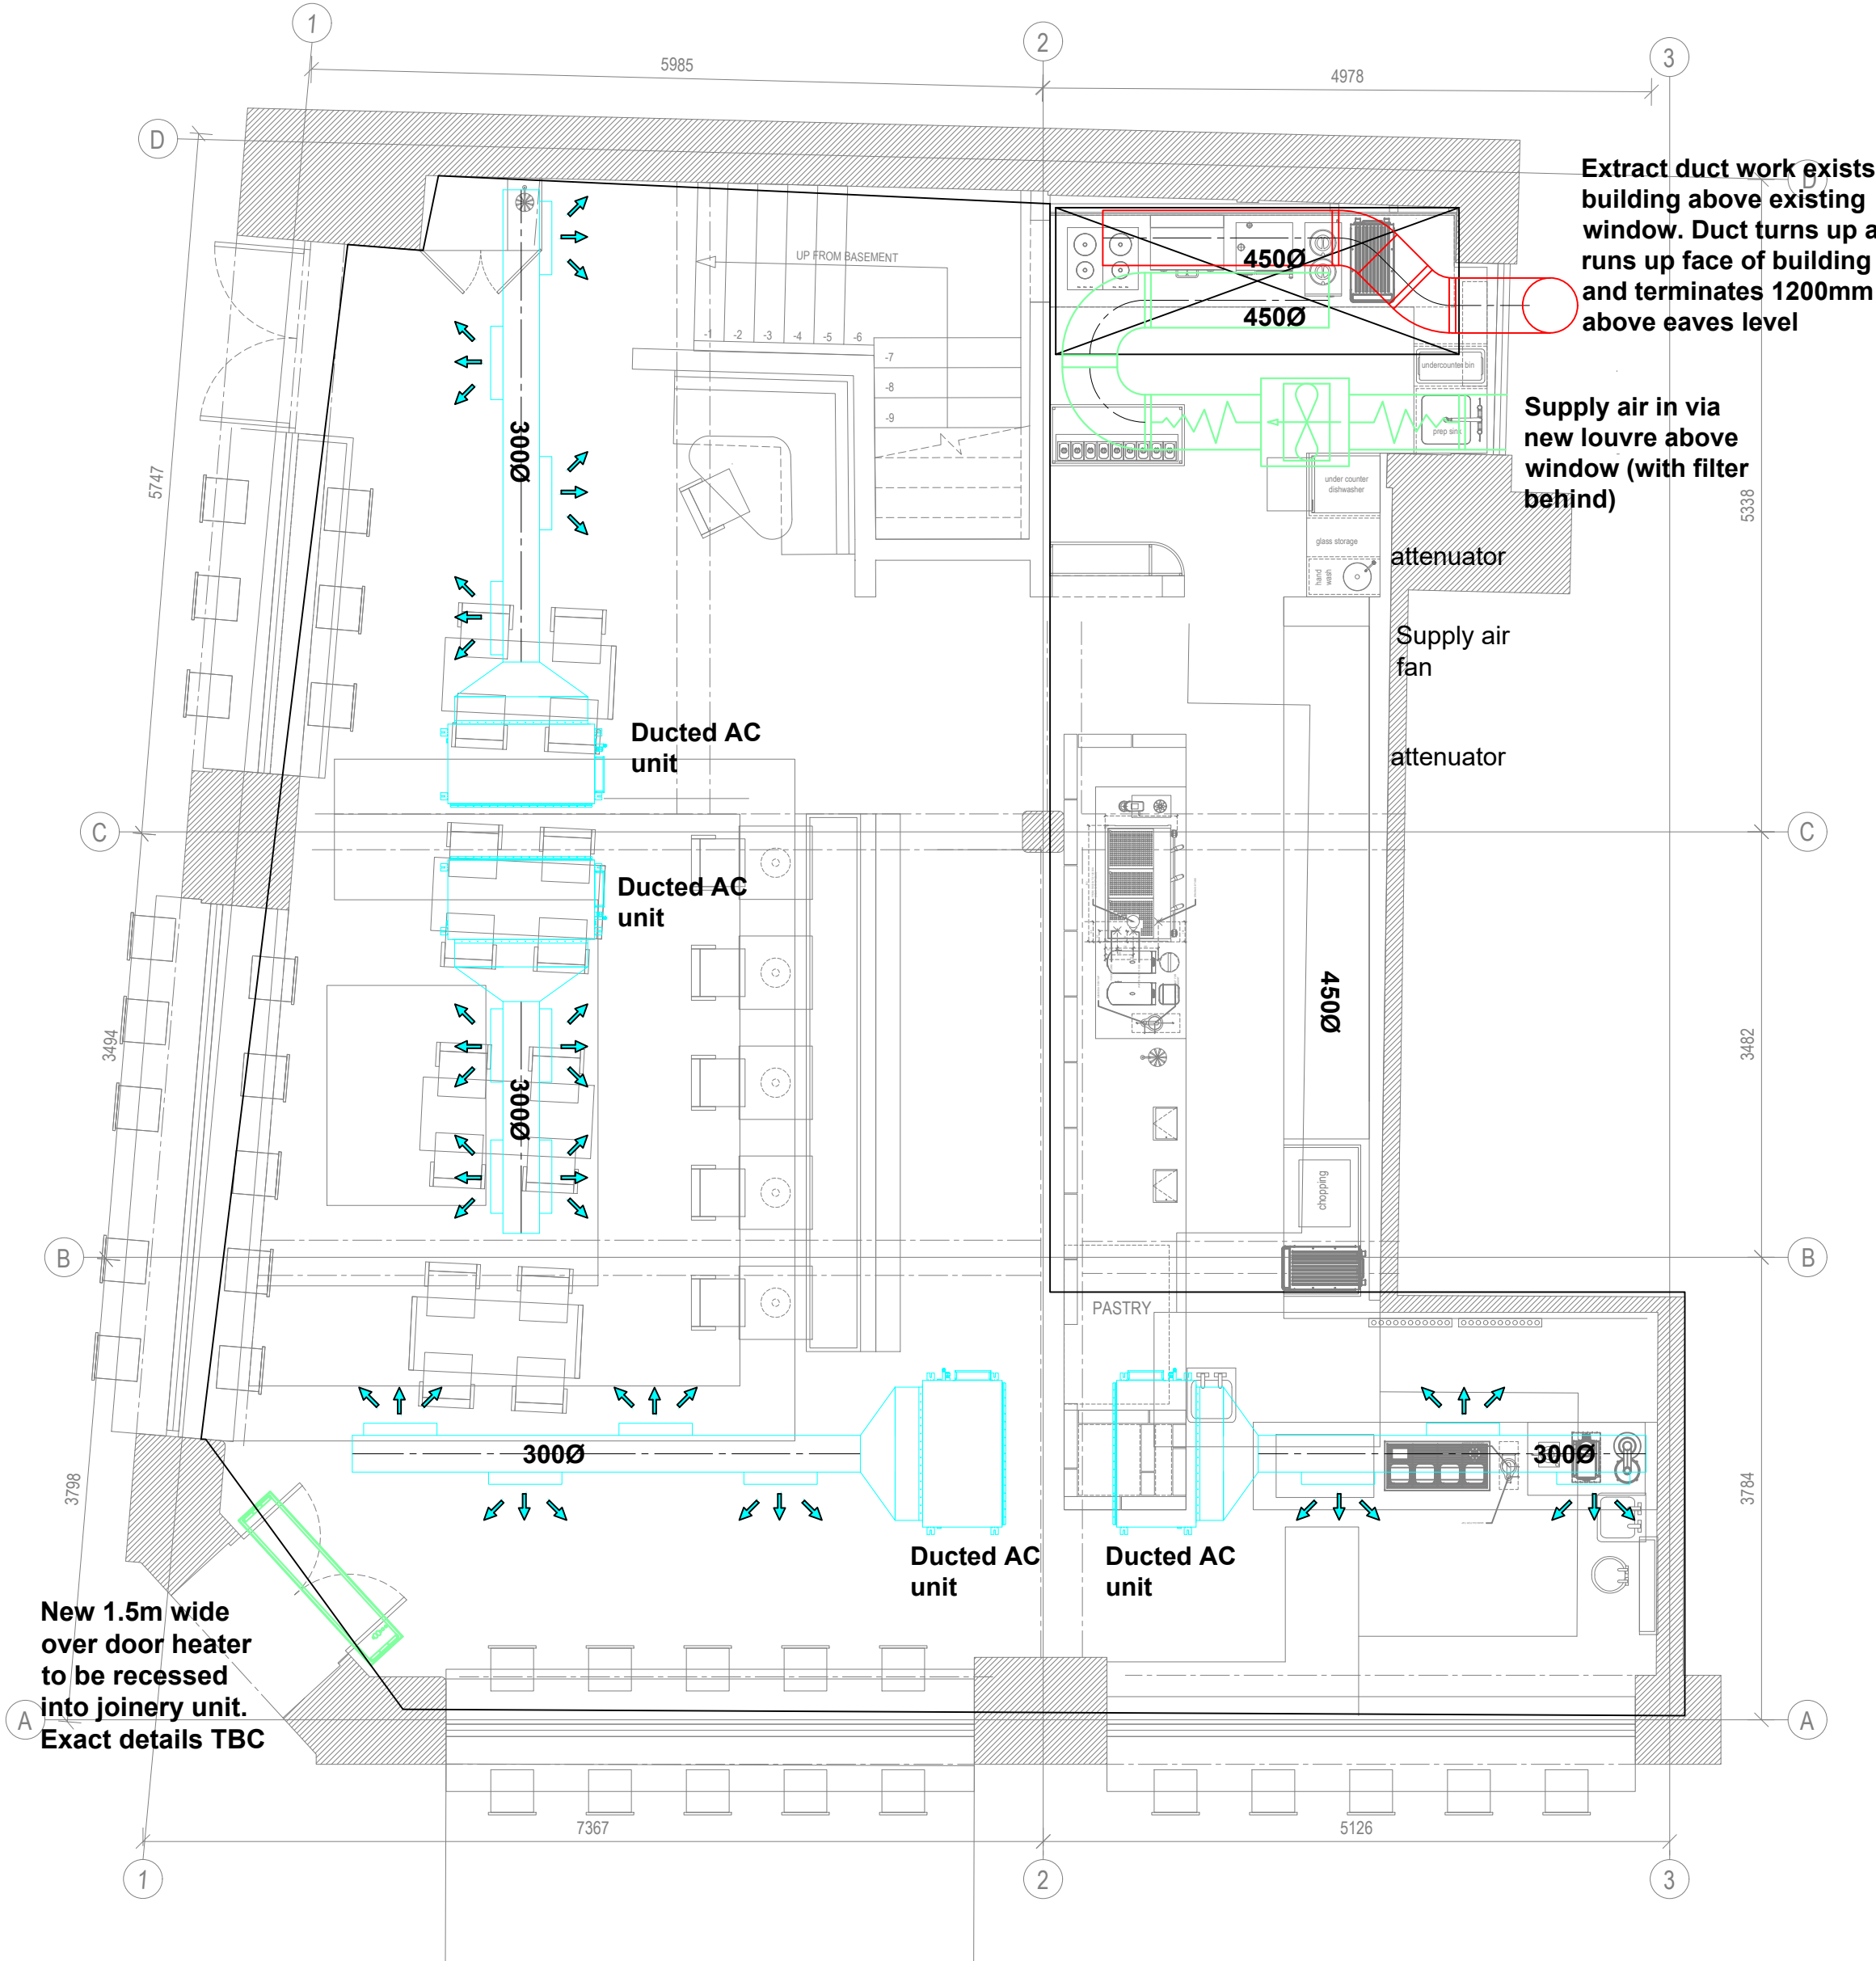 1
2
3
5985
4978
D
D
Extract duct work exists
building above existing
window. Duct turns up a
runs up face of building
and terminates 1200mm
above eaves level
UP FROM BASEMENT
450Ø
450Ø
-1
-2
-3
-4
-5
-6
-7
-8
-9
undercounter bin
prep sink
Supply air in via
new louvre above
window (with filter
behind)
300Ø
5747
under counter
dishwasher
5338
glass storage
hand
wash
attenuator
Supply air
fan
Ducted AC
unit
attenuator
C
C
Ducted AC
unit
450Ø
3494
3482
300Ø
chopping
B
B
PASTRY
300Ø
300Ø
3798
3784
Ducted AC
unit
Ducted AC
unit
New 1.5m wide
over door heater
to be recessed
into joinery unit.
Exact details TBC
A
A
7367
5126
1
2
3